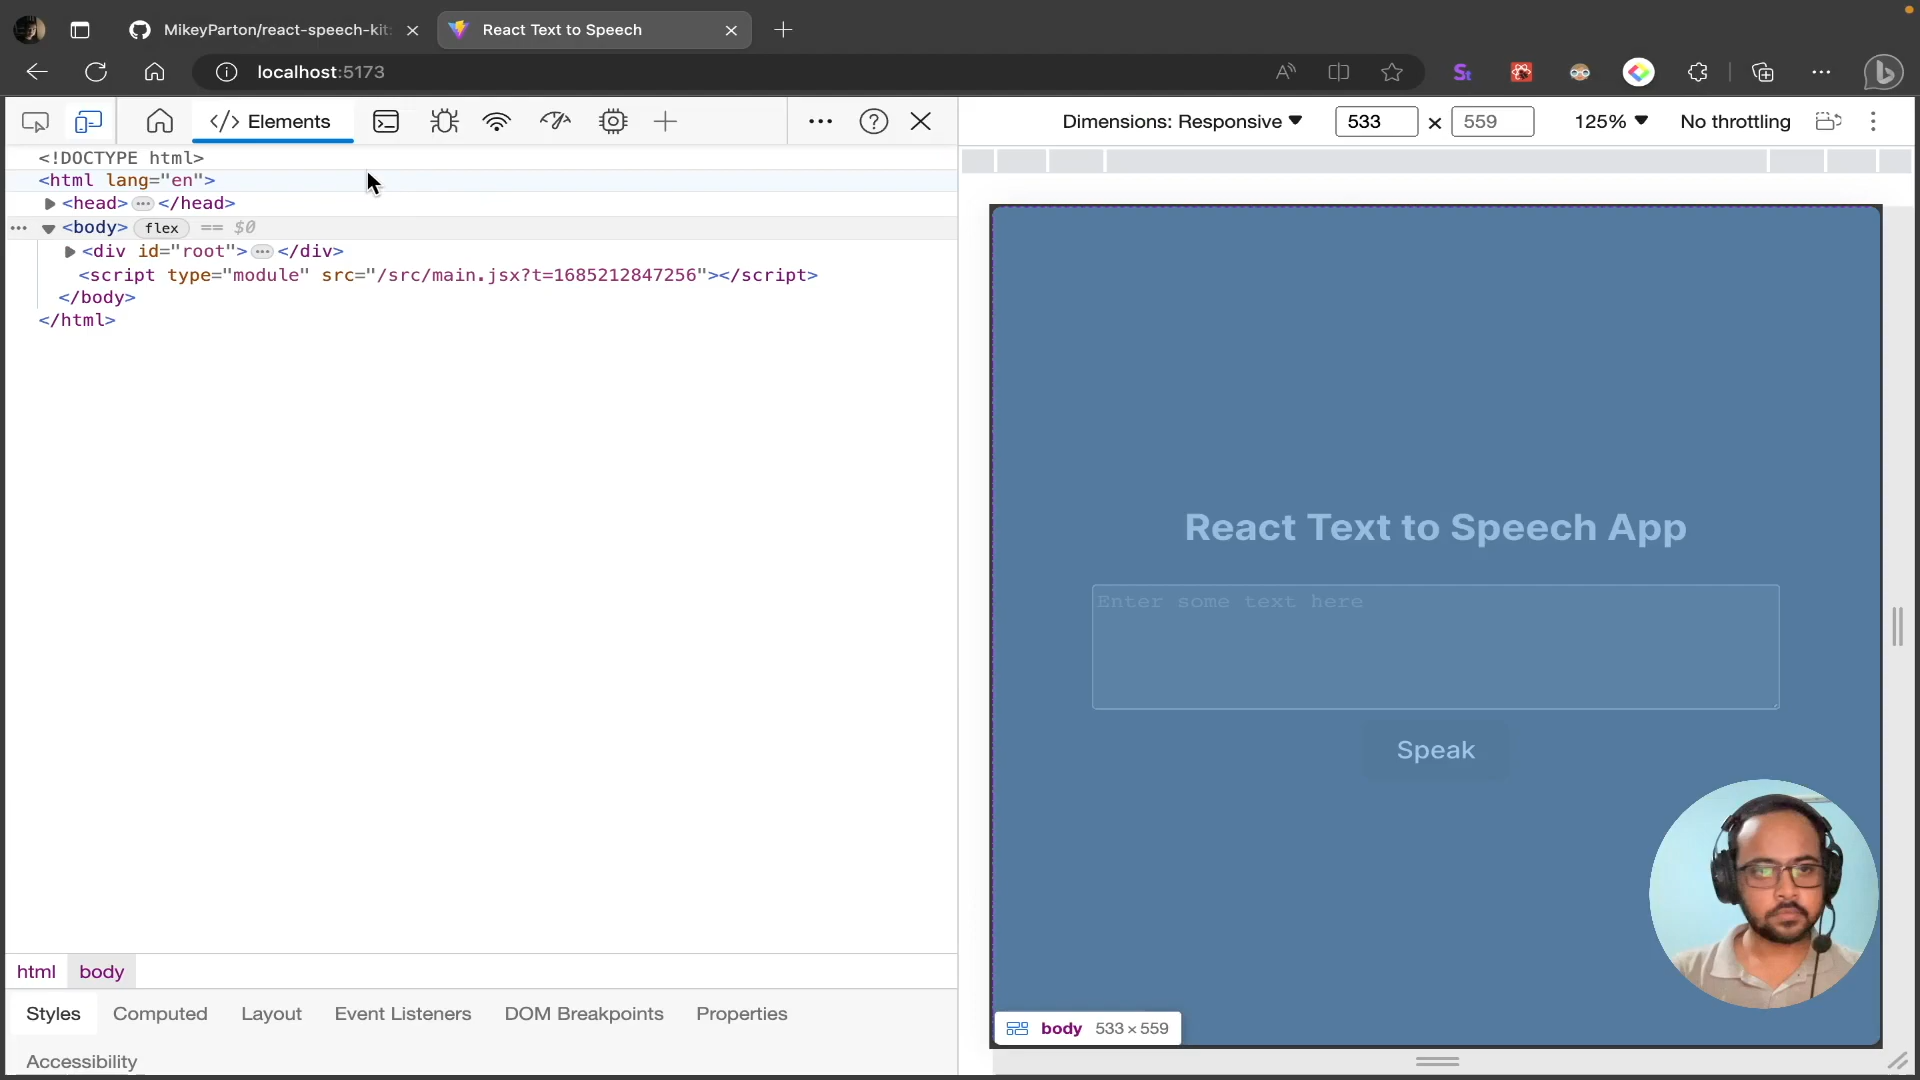 MikeyParton/react-speech-kit:
React Text to Speech
localhost:5173
St
Elements
Dimensions: Responsive
533
×
559
125%
No throttling
<!DOCTYPE html>
<html lang="en">
<head>
</head>
<body>
flex
== $0
<div id="root">
</div>
<script type="module" src="/src/main.jsx?t=1685212847256"></script>
</body>
</html>
React Text to Speech App
Enter some text here
Speak
body 533×559
html
body
Styles
Computed
Layout
Event Listeners
DOM Breakpoints
Properties
Accessibility